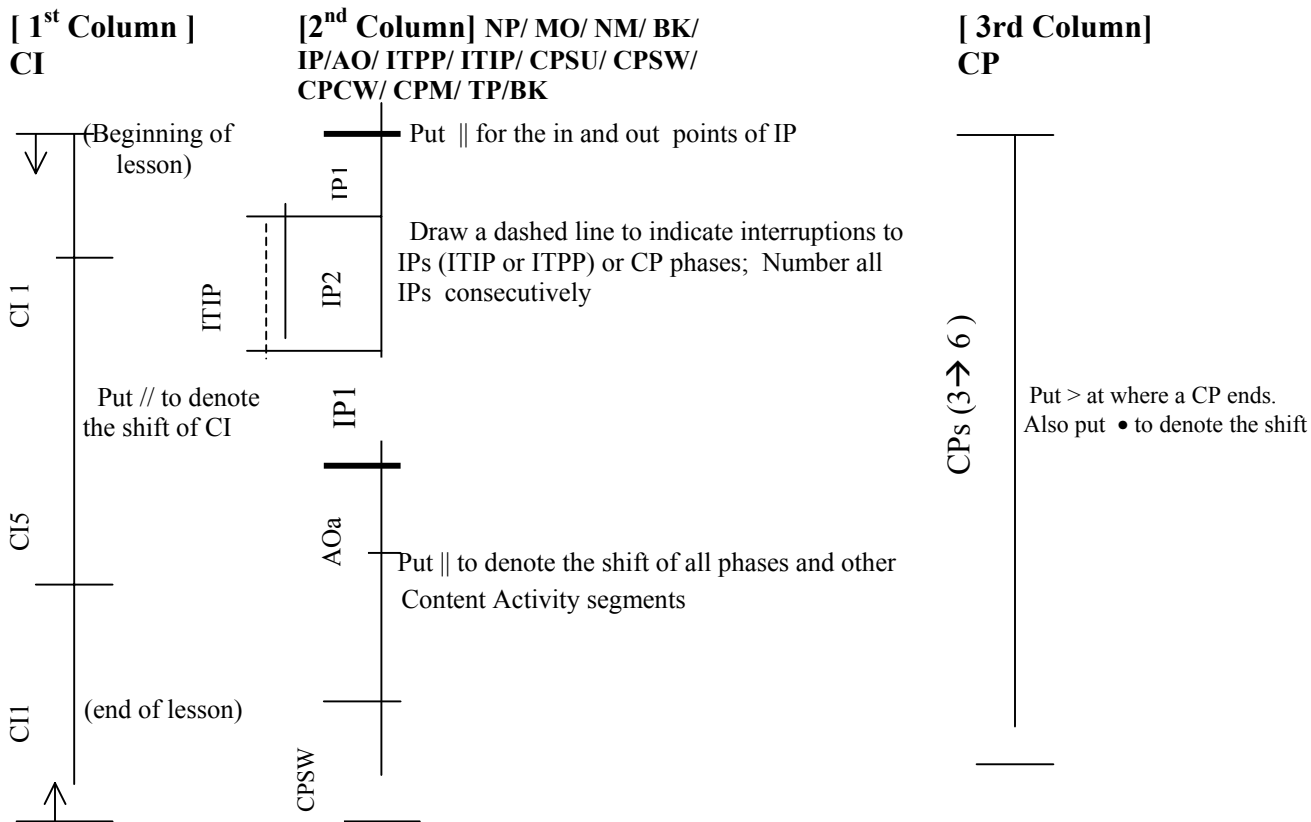 [ 1st Column ]
CI
[2nd Column] NP/ MO/ NM/ BK/
IP/AO/ ITPP/ ITIP/ CPSU/ CPSW/
CPCW/ CPM/ TP/BK
[ 3rd Column]
CP
(Beginning of
lesson)
CI 1
Put // to denote
the shift of CI
CI5
CI1
(end of lesson)
Put || for the in and out points of IP
IP1
Draw a dashed line to indicate interruptions to
IPs (ITIP or ITPP) or CP phases; Number all
IPs consecutively
ITIP
IP2
IP1
AOa
Put || to denote the shift of all phases and other
Content Activity segments
CPSW
CPs (3→ 6 )
Put > at where a CP ends.
Also put • to denote the shift